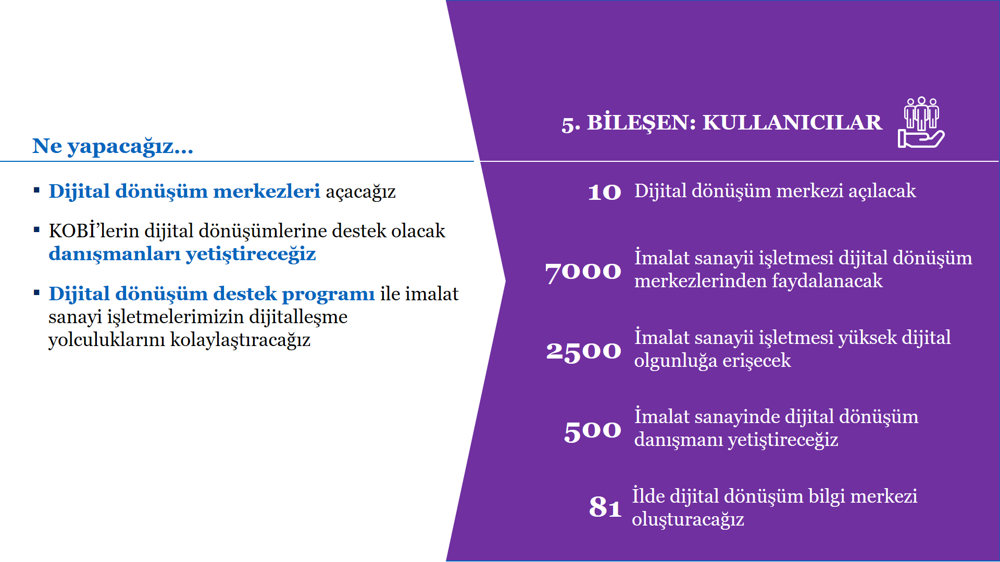 Ne yapacağız...
▪ Dijital dönüşüm merkezleri açacağız
▪ KOBİ’lerin dijital dönüşümlerine destek olacak
danışmanları yetiştireceğiz
▪ Dijital dönüşüm destek programı ile imalat
sanayi işletmelerimizin dijitalleşme
yolculuklarını kolaylaştıracağız
5. BİLEŞEN: KULLANICILAR
10 Dijital dönüşüm merkezi açılacak
7000 İmalat sanayii işletmesi dijital dönüşüm
merkezlerinden faydalanacak
2500 İmalat sanayii işletmesi yüksek dijital
olgunluğa erişecek
500 İmalat sanayinde dijital dönüşüm
danışmanı yetiştireceğiz
81 İlde dijital dönüşüm bilgi merkezi
oluşturacağız